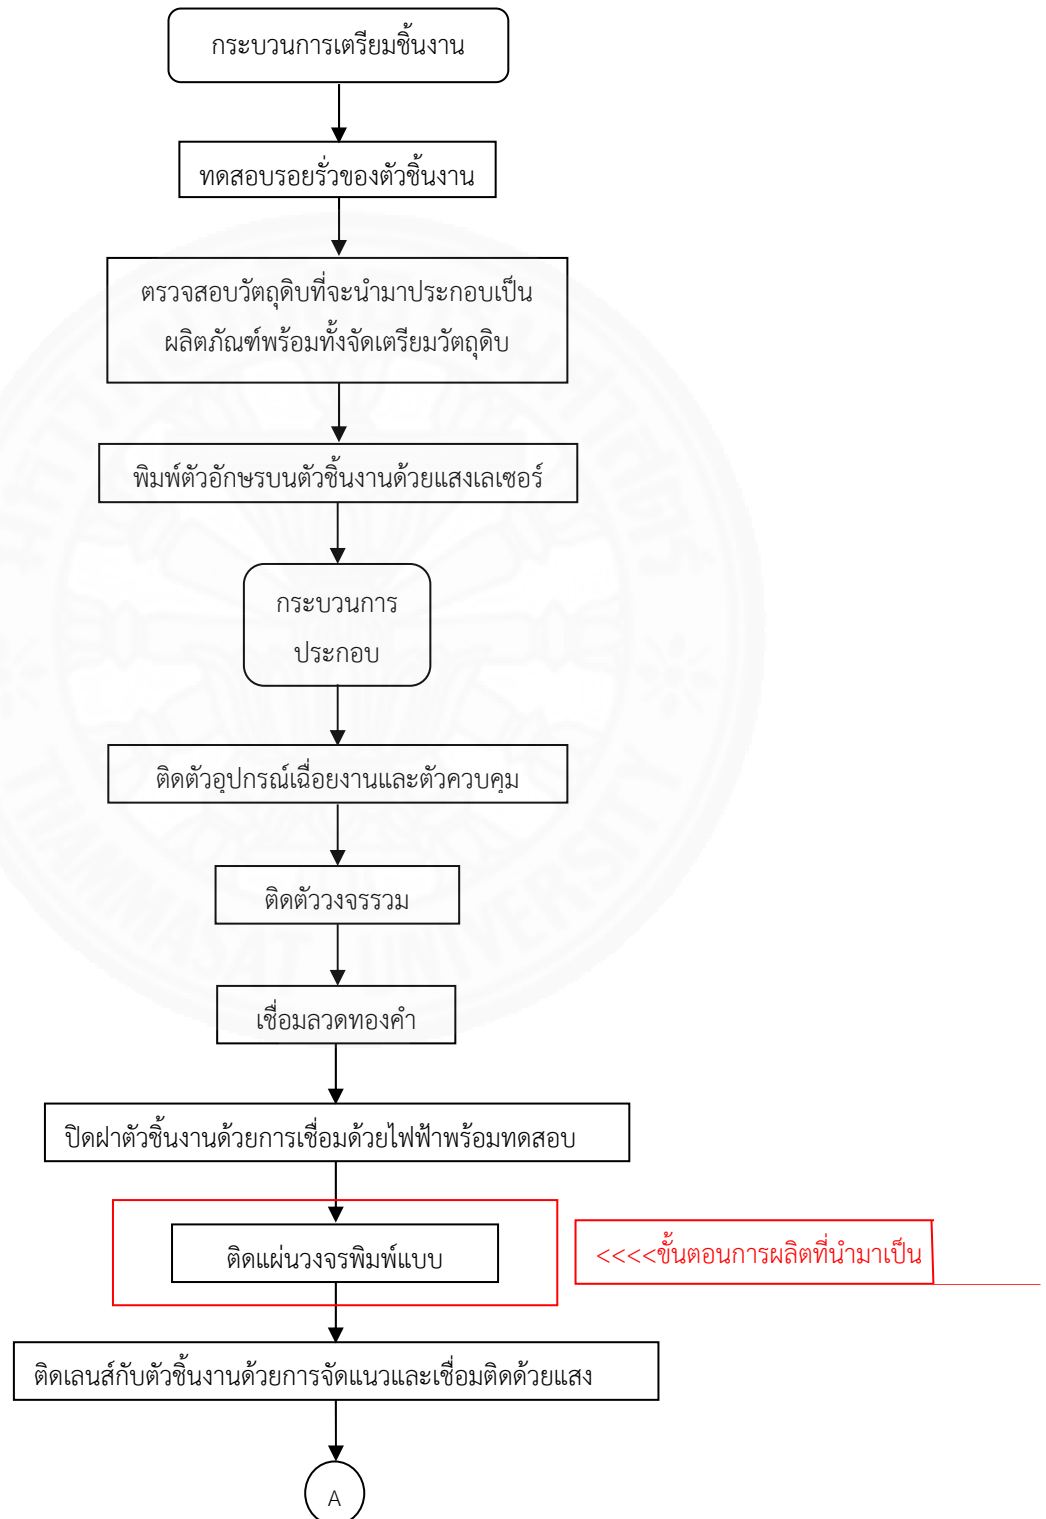 กระบวนการเตรียมชิ้นงาน
ทดสอบรอยรั่วของตัวชิ้นงาน
ตรวจสอบวัตถุดิบที่จะนำมาประกอบเป็น
ผลิตภัณฑ์พร้อมทั้งจัดเตรียมวัตถุดิบ
พิมพ์ตัวอักษรบนตัวชิ้นงานด้วยแสงเลเซอร์
กระบวนการ
ประกอบ
ติดตัวอุปกรณ์เฉื่อยงานและตัวควบคุม
ติดตัววงจรรวม
เชื่อมลวดทองคำ
ปิดฝาตัวชิ้นงานด้วยการเชื่อมด้วยไฟฟ้าพร้อมทดสอบ
ติดแผ่นวงจรพิมพ์แบบ
<<<<ขั้นตอนการผลิตที่นำมาเป็น
ติดเลนส์กับตัวชิ้นงานด้วยการจัดแนวและเชื่อมติดด้วยแสง
A
THAMMASAT UNIVERSITY